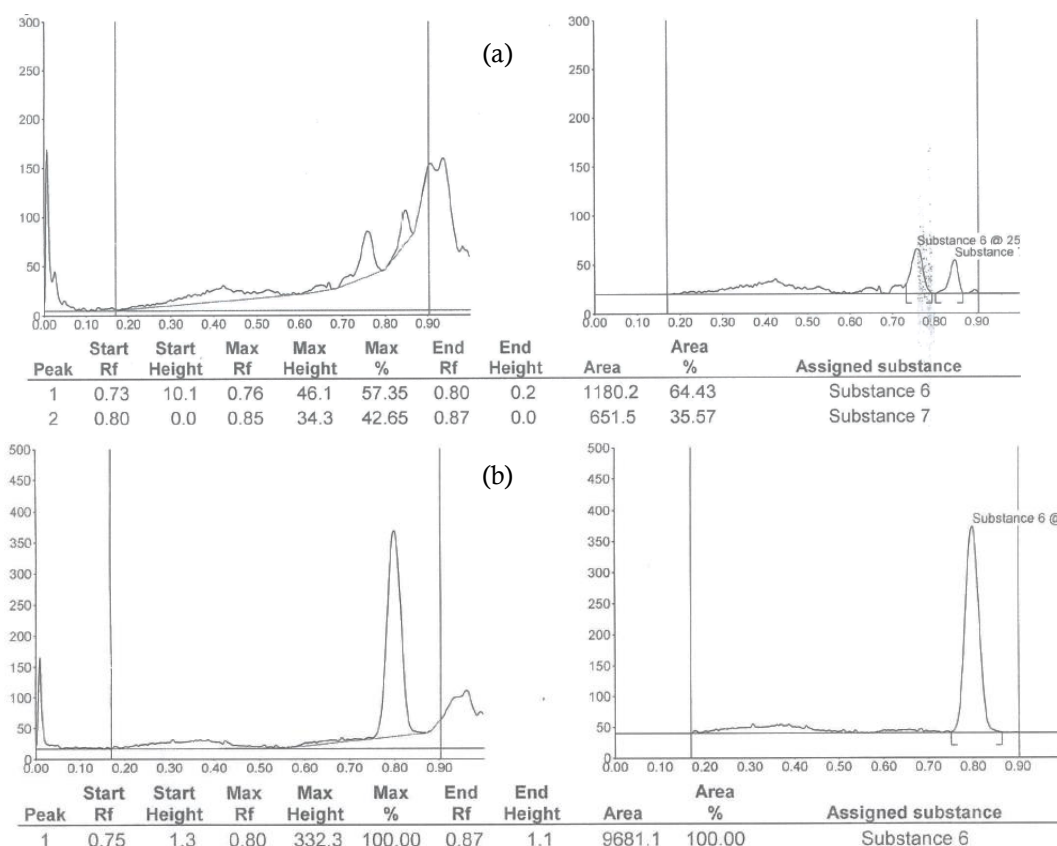 (a)
300
250
200
150
100
50
0
0.00 0.10 0.20 0.30 0.40 0.50 0.60 0.70 0.80 0.90
300
250
200
150
100
50
0
Substance 6 @ 25
Substance
0.00 0.10 0.20 0.30 0.40 0.50 0.60 0.70 0.80 0.90
Peak Start Rf Start Height Max Rf Max Height Max % End Rf End Height Area Area % Assigned substance
1 0.73 10.1 0.76 46.1 57.35 0.80 0.2 1180.2 64.43 Substance 6
2 0.80 0.0 0.85 34.3 42.65 0.87 0.0 651.5 35.57 Substance 7
(b)
500
450
400
350
300
250
200
150
100
50
0
0.00 0.10 0.20 0.30 0.40 0.50 0.60 0.70 0.80 0.90
500
450
400
350
300
250
200
150
100
50
0
Substance 6 @
0.00 0.10 0.20 0.30 0.40 0.50 0.60 0.70 0.80 0.90
Peak Start Rf Start Height Max Rf Max Height Max % End Rf End Height Area Area % Assigned substance
1 0.75 1.3 0.80 332.3 100.00 0.87 1.1 9681.1 100.00 Substance 6